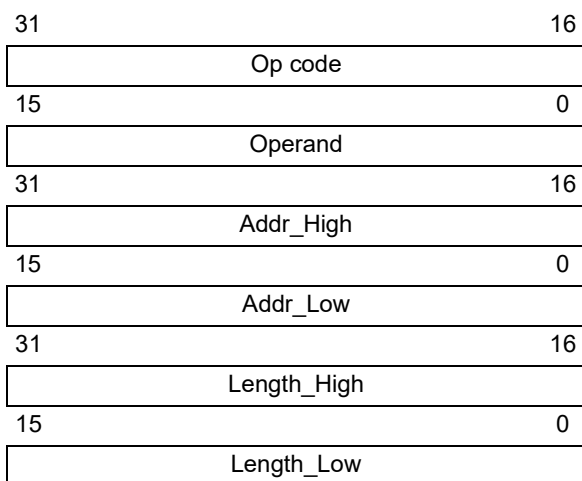 31 16
Op code
15 0
Operand
31 16
Addr_High
15 0
Addr_Low
31 16
Length_High
15 0
Length_Low